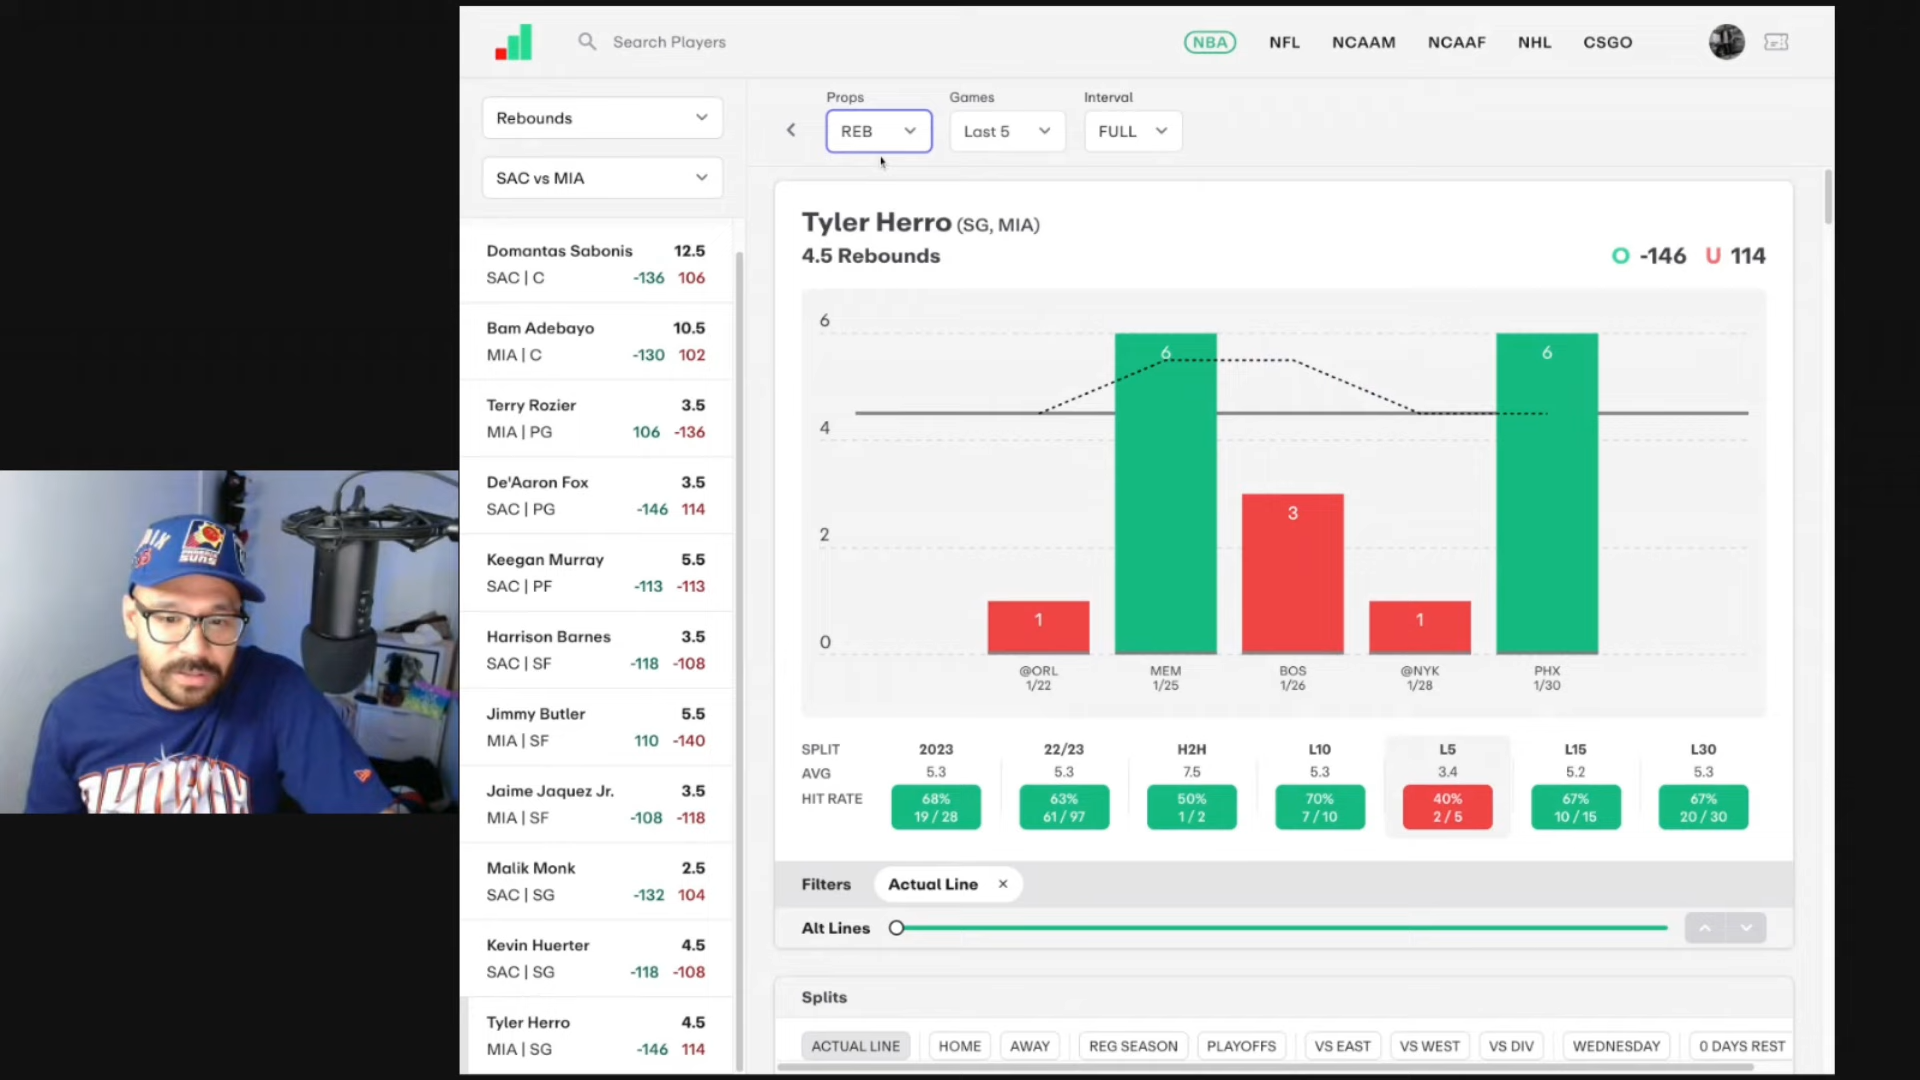 Search Players
NBA NFL NCAAM NCAAF NHL CSGO
Rebounds
SAC vs MIA
Domantas Sabonis 12.5
SAC | C -136 106
Bam Adebayo 10.5
MIA | C -130 102
Terry Rozier 3.5
MIA | PG 106 -136
De'Aaron Fox 3.5
SAC | PG -146 114
Keegan Murray 5.5
SAC | PF -113 -113
Harrison Barnes 3.5
SAC | SF -118 -108
Jimmy Butler 5.5
MIA | SF 110 -140
Jaime Jaquez Jr. 3.5
MIA | SF -108 -118
Malik Monk 2.5
SAC | SG -132 104
Kevin Huerter 4.5
SAC | SG -118 -108
Tyler Herro 4.5
MIA | SG -146 114
Props Games Interval
REB Last 5 FULL
Tyler Herro (SG, MIA)
4.5 Rebounds O -146 U 114
6
4
2
0
1 6 3 1 6
@ORL MEM BOS @NYK PHX
1/22 1/25 1/26 1/28 1/30
SPLIT 2023 22/23 H2H L10 L5 L15 L30
AVG 5.3 5.3 7.5 5.3 3.4 5.2 5.3
HIT RATE 68% 63% 50% 70% 40% 67% 67%
19 / 28 61 / 97 1 / 2 7 / 10 2 / 5 10 / 15 20 / 30
Filters Actual Line ×
Alt Lines
Splits
ACTUAL LINE HOME AWAY REG SEASON PLAYOFFS VS EAST VS WEST VS DIV WEDNESDAY 0 DAYS REST
SUNS